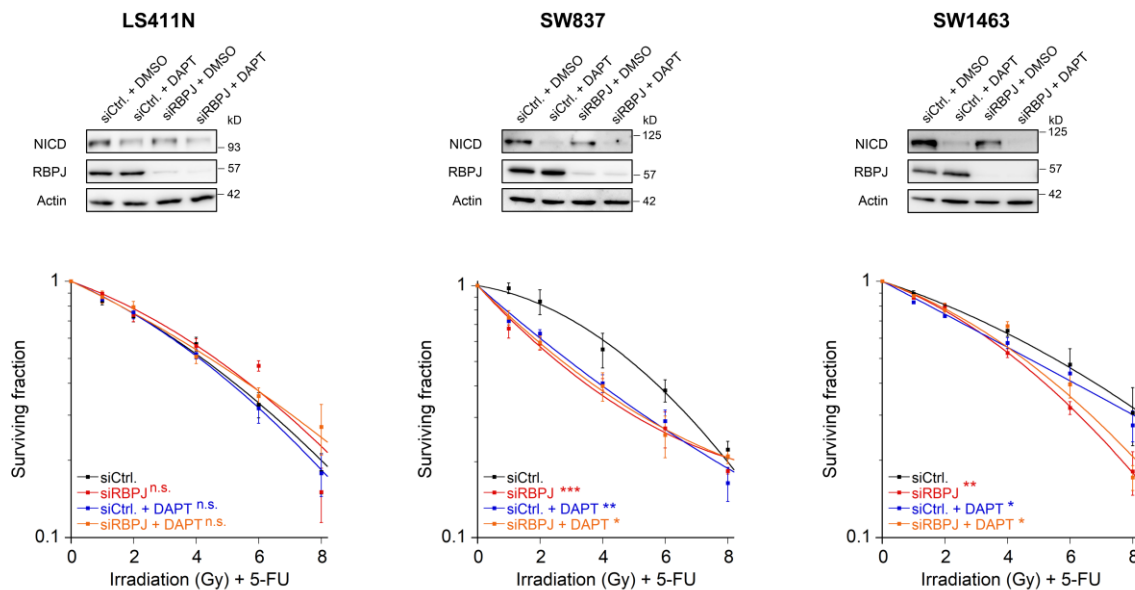 LS411N
siCtrl. + DMSO
siCtrl. + DAPT
siRBPJ + DMSO
siRBPJ + DAPT
kD
NICD
93
RBPJ
57
42
Actin
Surviving fraction
1
0.1
siCtrl.
siRBPJ n.s.
siCtrl. + DAPT n.s.
siRBPJ + DAPT n.s.
0 2 4 6 8
Irradiation (Gy) + 5-FU
SW837
siCtrl. + DMSO
siCtrl. + DAPT
siRBPJ + DMSO
siRBPJ + DAPT
kD
125
NICD
RBPJ
57
Actin
42
Surviving fraction
1
0.1
siCtrl.
siRBPJ ***
siCtrl. + DAPT **
siRBPJ + DAPT *
0 2 4 6 8
Irradiation (Gy) + 5-FU
SW1463
siCtrl. + DMSO
siCtrl. + DAPT
siRBPJ + DMSO
siRBPJ + DAPT
kD
125
NICD
RBPJ
57
Actin
42
Surviving fraction
1
0.1
siCtrl.
siRBPJ **
siCtrl. + DAPT *
siRBPJ + DAPT *
0 2 4 6 8
Irradiation (Gy) + 5-FU